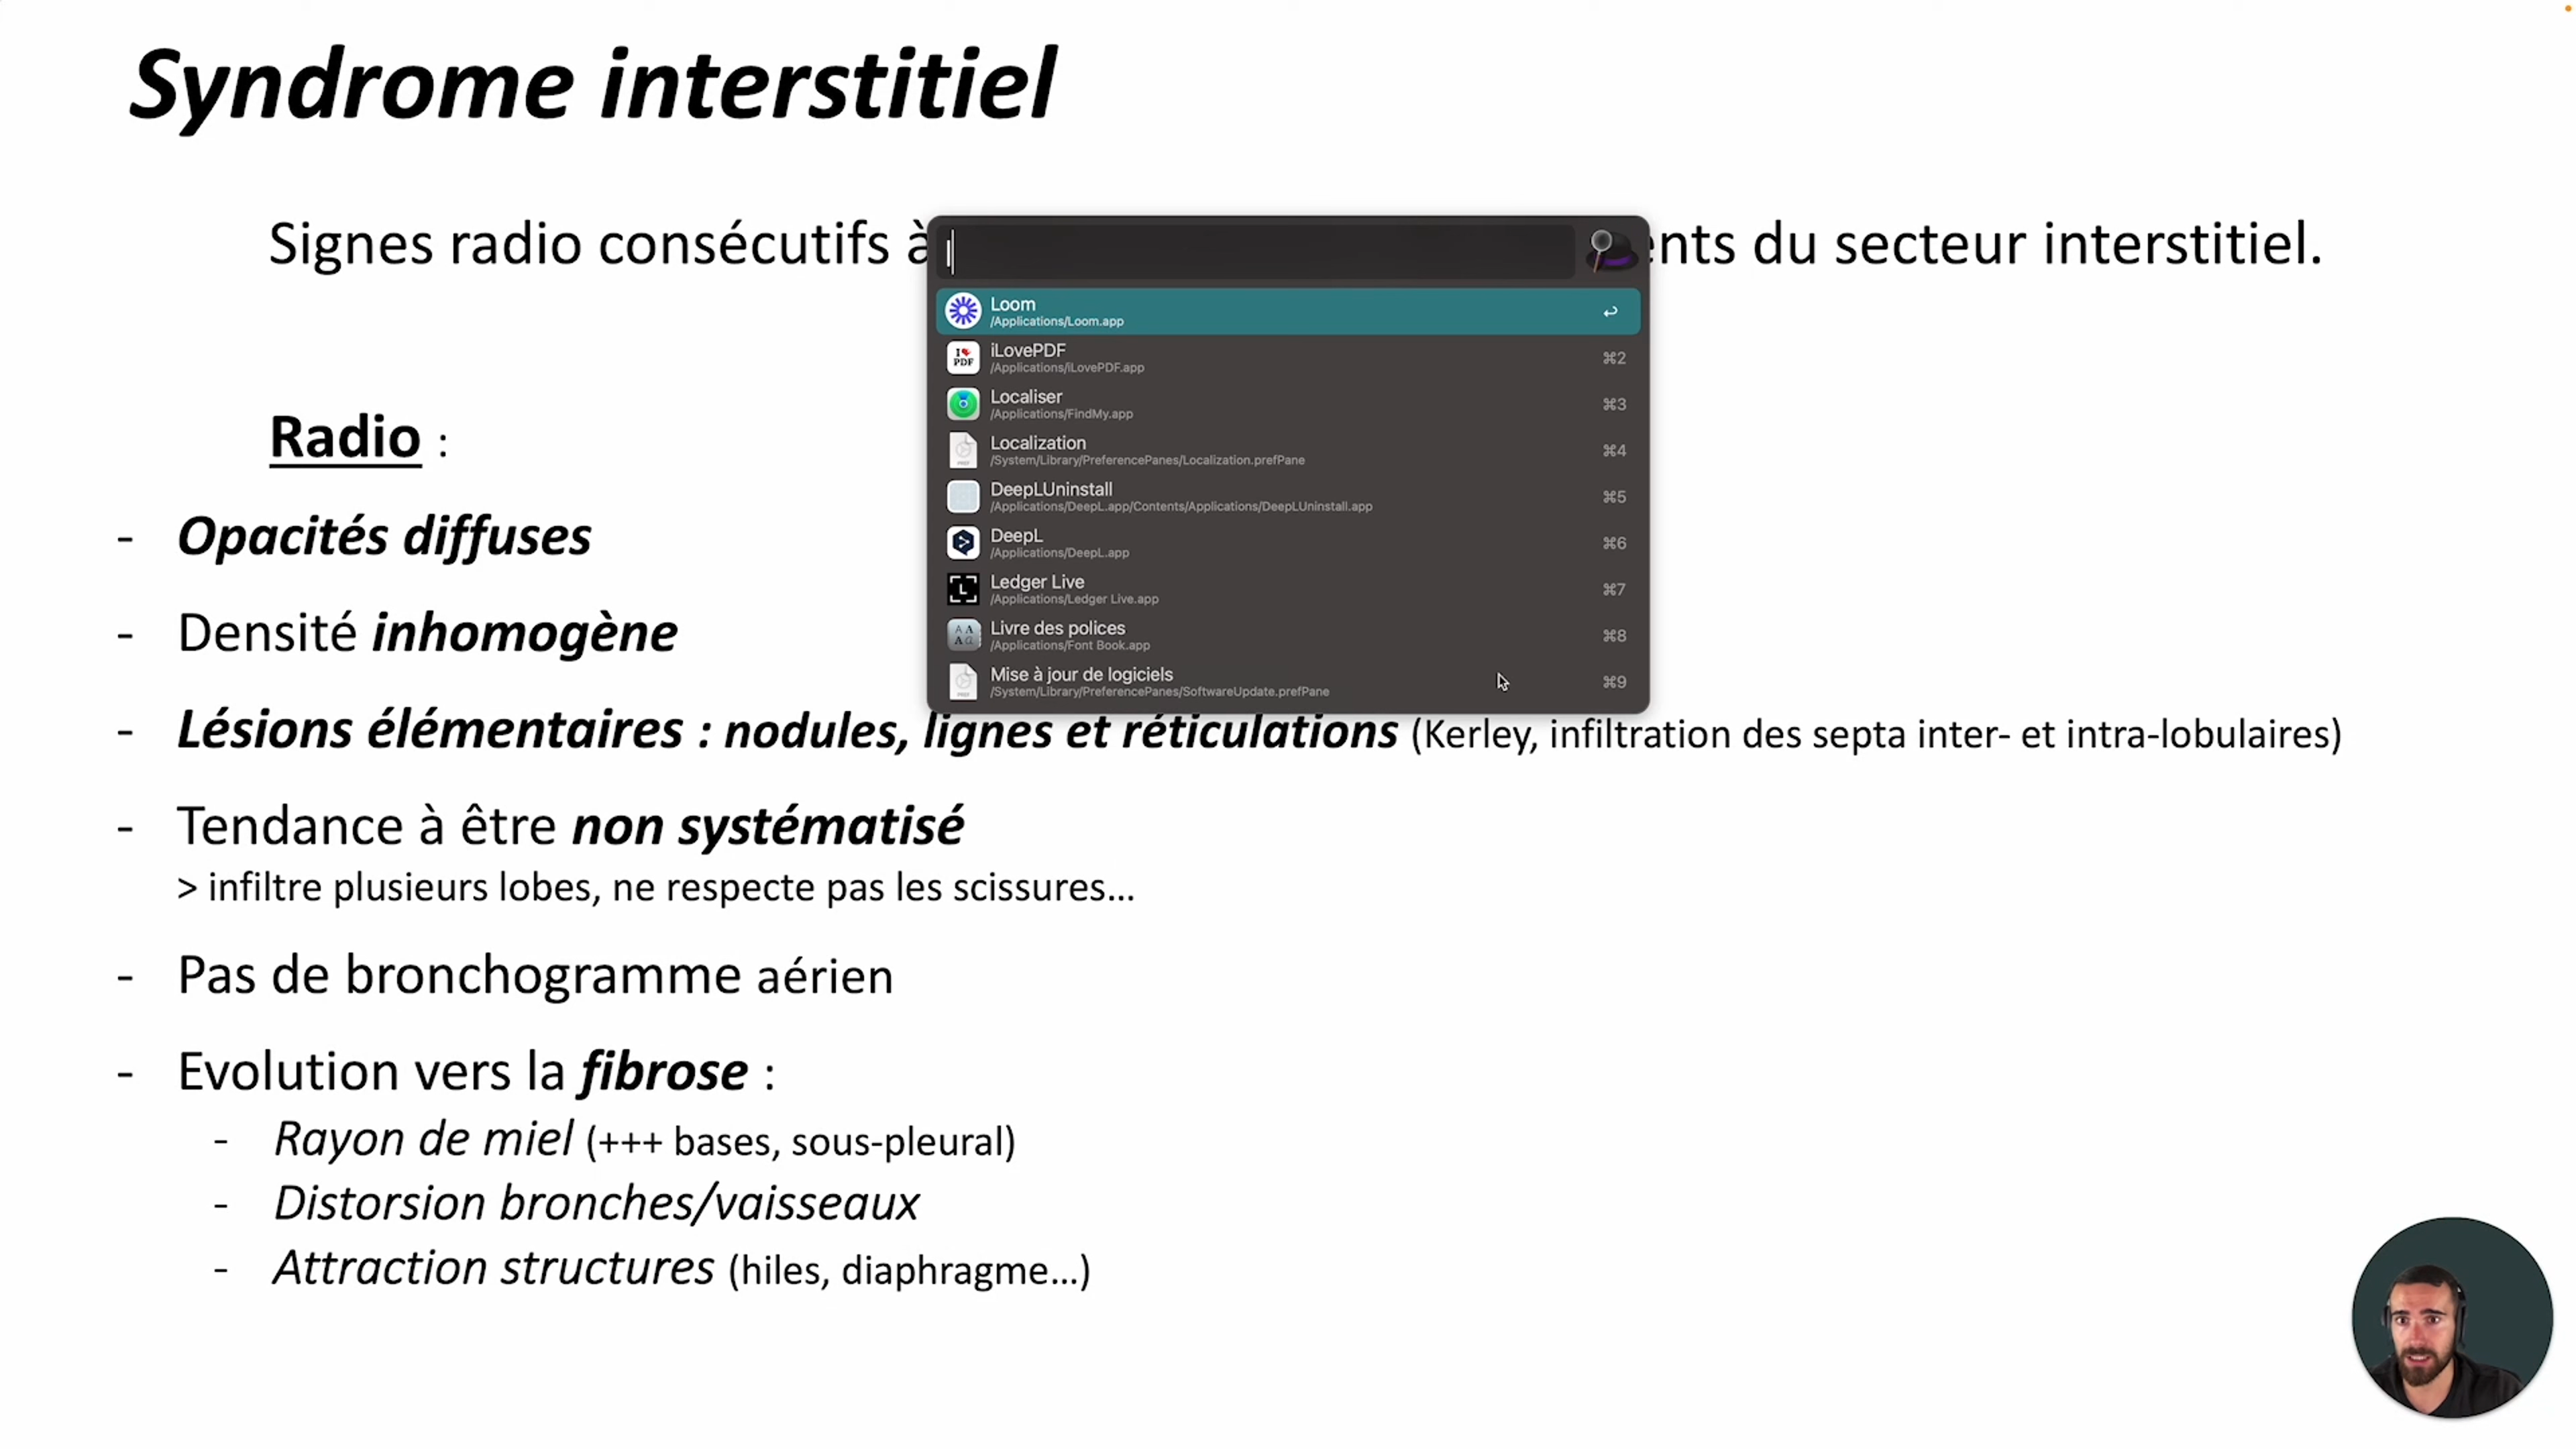 Syndrome interstitiel
Signes radio consécutifs à
nts du secteur interstitiel.
l
Loom
/Applications/Loom.app
iLovePDF
/Applications/iLovePDF.app
⌘2
Localiser
/Applications/FindMy.app
⌘3
Localization
/System/Library/PreferencePanes/Localization.prefPane
⌘4
DeepLUninstall
/Applications/DeepL.app/Contents/Applications/DeepLUninstall.app
⌘5
DeepL
/Applications/DeepL.app
⌘6
Ledger Live
/Applications/Ledger Live.app
⌘7
Livre des polices
/Applications/Font Book.app
⌘8
Mise à jour de logiciels
/System/Library/PreferencePanes/SoftwareUpdate.prefPane
⌘9
Radio :
- Opacités diffuses
- Densité inhomogène
- Lésions élémentaires : nodules, lignes et réticulations (Kerley, infiltration des septa inter- et intra-lobulaires)
- Tendance à être non systématisé
> infiltre plusieurs lobes, ne respecte pas les scissures...
- Pas de bronchogramme aérien
- Evolution vers la fibrose :
- Rayon de miel (+++ bases, sous-pleural)
- Distorsion bronches/vaisseaux
- Attraction structures (hiles, diaphragme...)